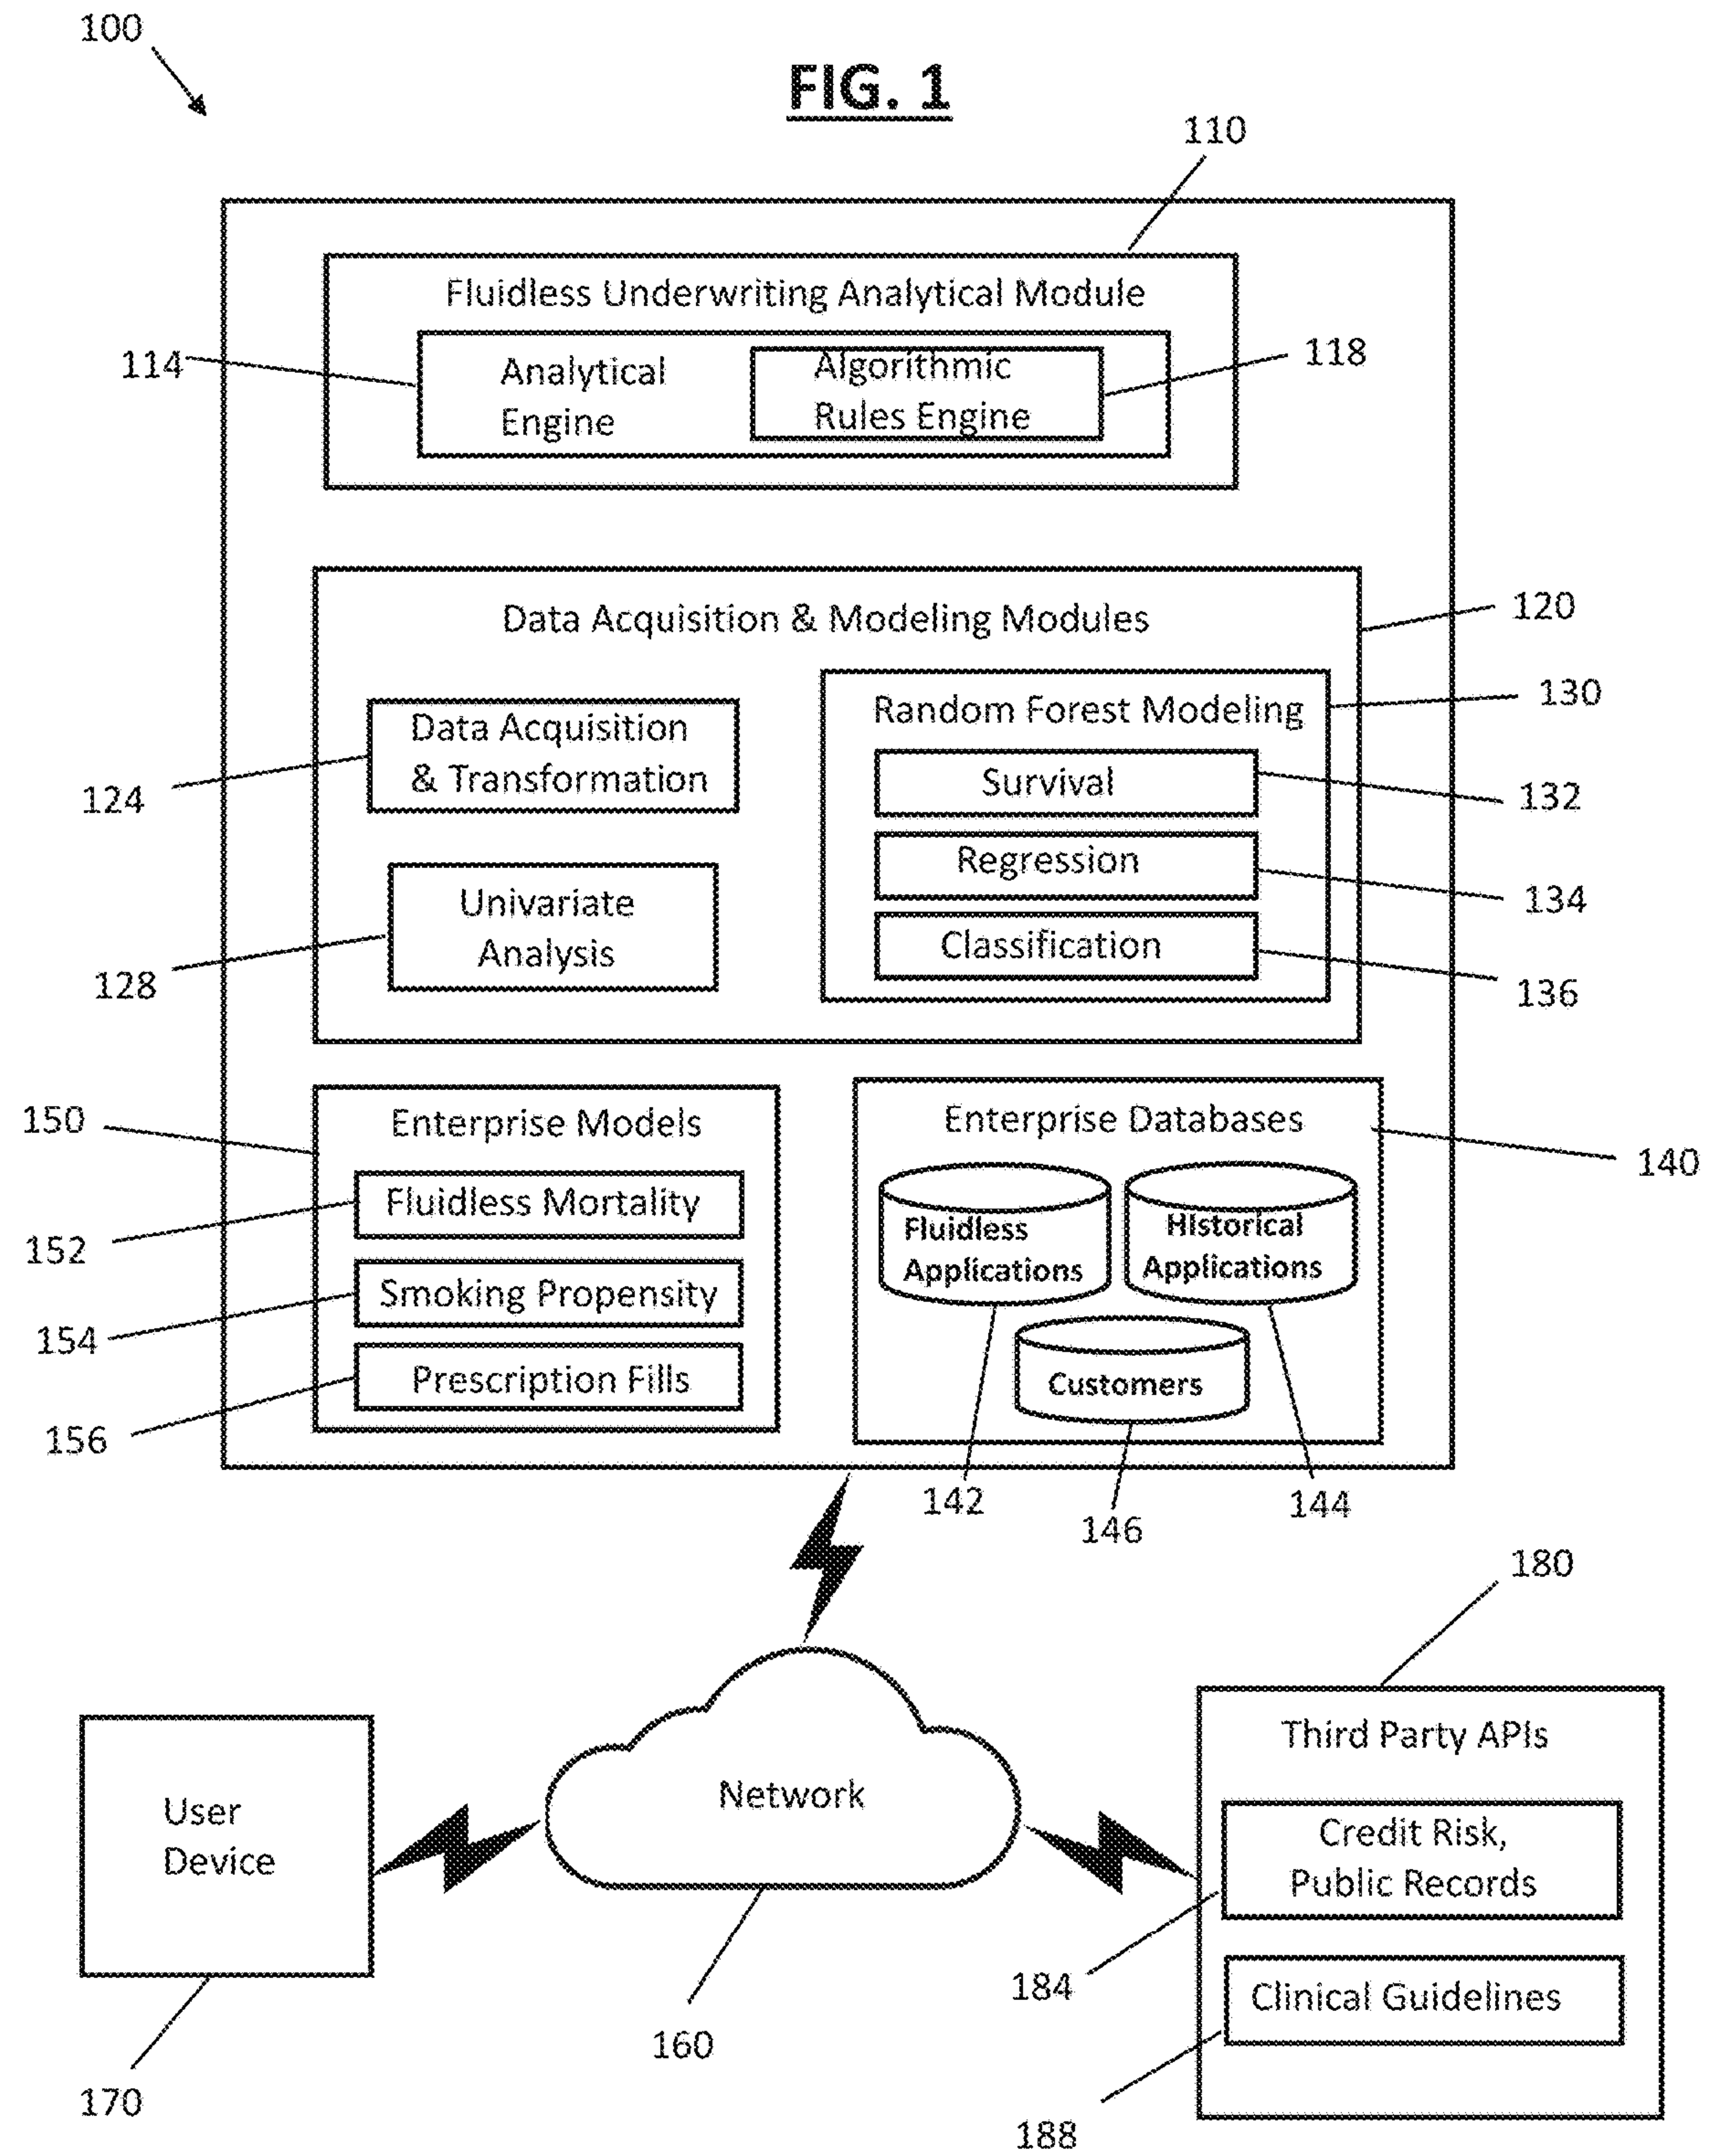 100
FIG. 1
110
Fluidless Underwriting Analytical Module
114
Analytical
Engine
Algorithmic
Rules Engine
118
Data Acquisition & Modeling Modules
120
Data Acquisition
& Transformation
124
Univariate
Analysis
128
Random Forest Modeling
130
Survival
132
Regression
134
Classification
136
150
Enterprise Models
Fluidless Mortality
152
Smoking Propensity
154
Prescription Fills
156
Enterprise Databases
140
Fluidless
Applications
Historical
Applications
Customers
142
146
144
180
Third Party APIs
Credit Risk,
Public Records
184
Clinical Guidelines
188
Network
160
User
Device
170